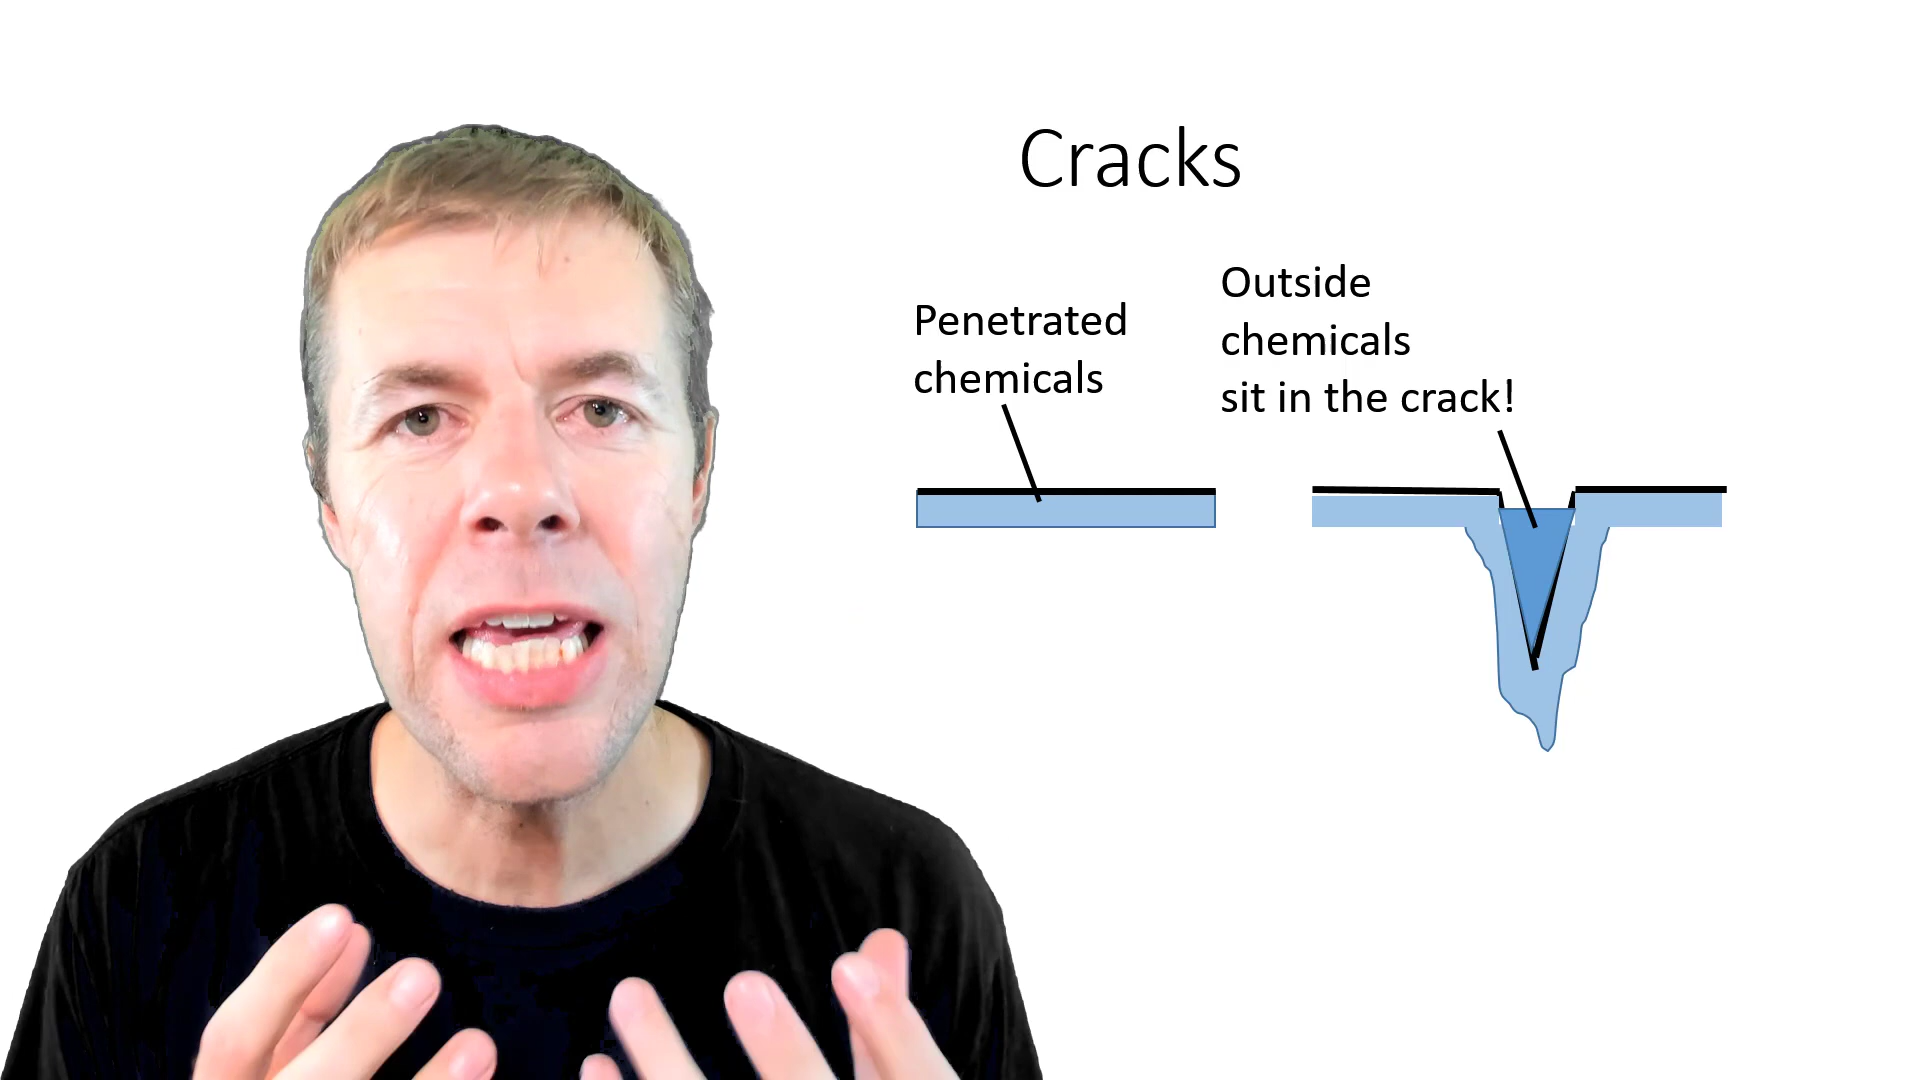 Cracks
Penetrated
chemicals
Outside
chemicals
sit in the crack!